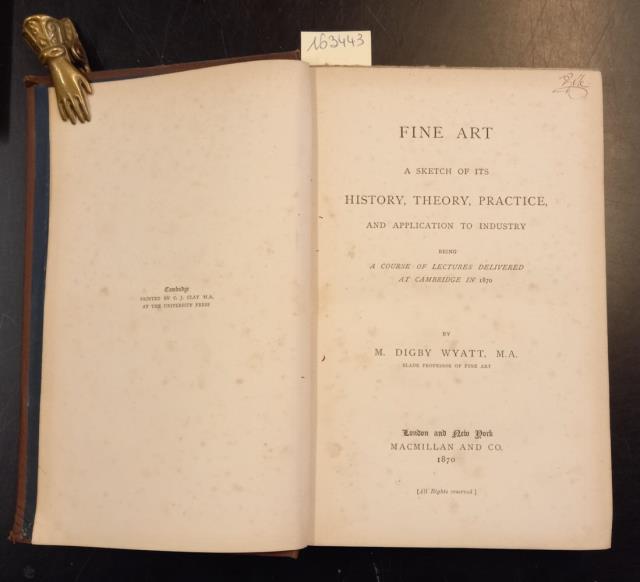 163443
Cambridge
PRINTED BY C. J. CLAY M.A.
AT THE UNIVERSITY PRESS
FINE ART
A SKETCH OF ITS
HISTORY, THEORY, PRACTICE,
AND APPLICATION TO INDUSTRY
BEING
A COURSE OF LECTURES DELIVERED
AT CAMBRIDGE IN 1870
BY
M. DIGBY WYATT, M.A.
SLADE PROFESSOR OF FINE ART
London and New York
MACMILLAN AND CO.
1870
[All Rights reserved]